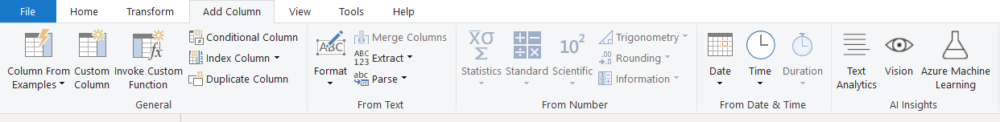 File Home Transform Add Column View Tools Help
Column From Examples
Custom Column
Invoke Custom Function
Conditional Column
Index Column
Duplicate Column
General
Format
Merge Columns
ABC 123 Extract
abc Parse
From Text
Statistics
Standard
10² Scientific
Trigonometry
.00 →.0 Rounding
Information
From Number
Date
Time
Duration
From Date & Time
Text Analytics
Vision
Azure Machine Learning
AI Insights